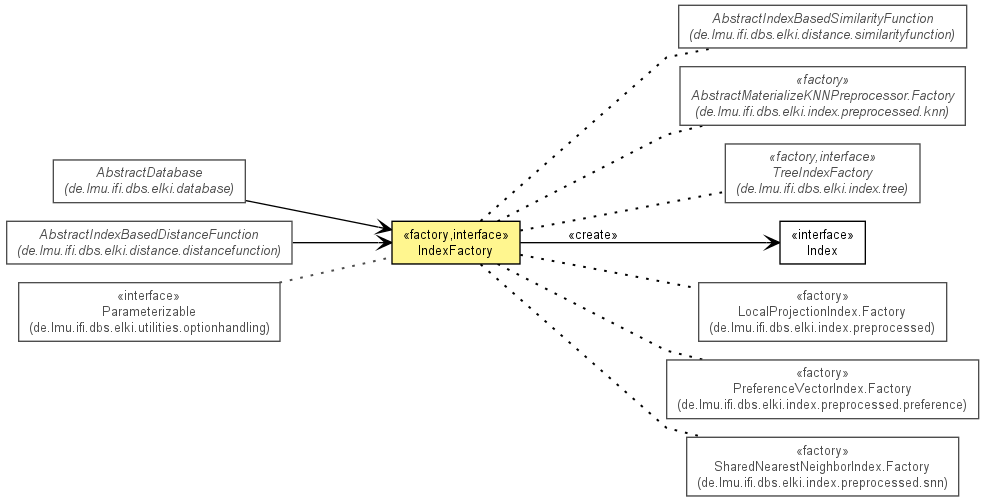 AbstractDatabase
(de.lmu.ifi.dbs.elki.database)
AbstractIndexBasedDistanceFunction
(de.lmu.ifi.dbs.elki.distance.distancefunction)
«interface»
Parameterizable
(de.lmu.ifi.dbs.elki.utilities.optionhandling)
«factory,interface»
IndexFactory
«create»
AbstractIndexBasedSimilarityFunction
(de.lmu.ifi.dbs.elki.distance.similarityfunction)
«factory»
AbstractMaterializeKNNPreprocessor.Factory
(de.lmu.ifi.dbs.elki.index.preprocessed.knn)
«factory,interface»
TreeIndexFactory
(de.lmu.ifi.dbs.elki.index.tree)
«interface»
Index
«factory»
LocalProjectionIndex.Factory
(de.lmu.ifi.dbs.elki.index.preprocessed)
«factory»
PreferenceVectorIndex.Factory
(de.lmu.ifi.dbs.elki.index.preprocessed.preference)
«factory»
SharedNearestNeighborIndex.Factory
(de.lmu.ifi.dbs.elki.index.preprocessed.snn)